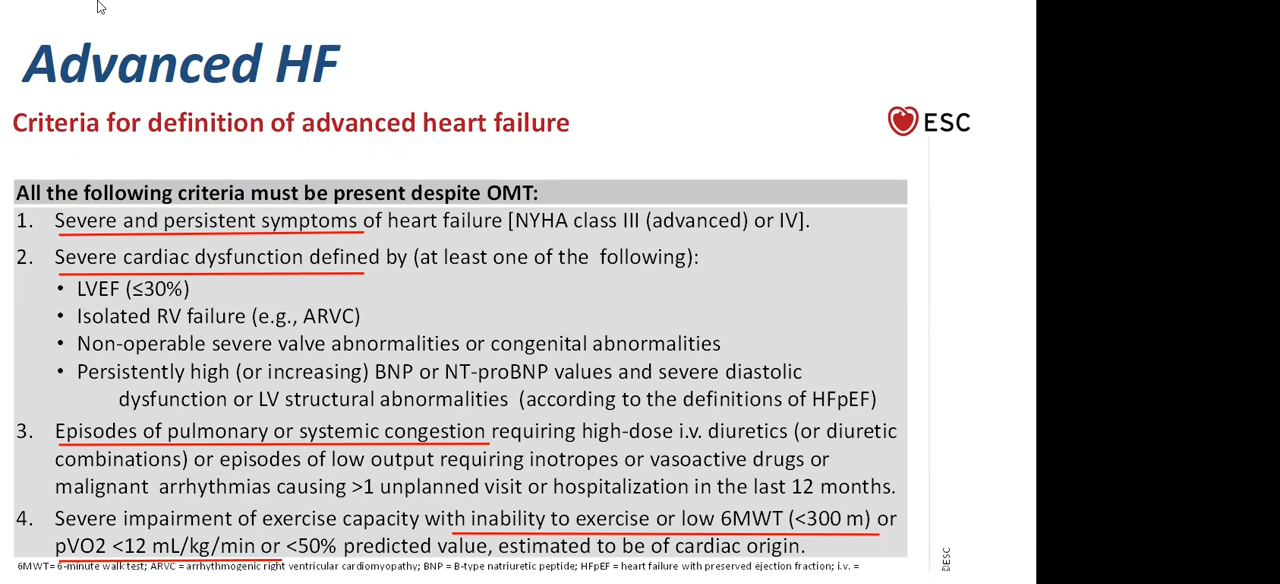 Advanced HF
Criteria for definition of advanced heart failure
ESC
All the following criteria must be present despite OMT:
1. Severe and persistent symptoms of heart failure [NYHA class III (advanced) or IV].
2. Severe cardiac dysfunction defined by (at least one of the following):
• LVEF (≤30%)
• Isolated RV failure (e.g., ARVC)
• Non-operable severe valve abnormalities or congenital abnormalities
• Persistently high (or increasing) BNP or NT-proBNP values and severe diastolic
dysfunction or LV structural abnormalities (according to the definitions of HFpEF)
3. Episodes of pulmonary or systemic congestion requiring high-dose i.v. diuretics (or diuretic
combinations) or episodes of low output requiring inotropes or vasoactive drugs or
malignant arrhythmias causing >1 unplanned visit or hospitalization in the last 12 months.
4. Severe impairment of exercise capacity with inability to exercise or low 6MWT (<300 m) or
pVO2 <12 mL/kg/min or <50% predicted value, estimated to be of cardiac origin.
6MWT= 6-minute walk test; ARVC = arrhythmogenic right ventricular cardiomyopathy; BNP = B-type natriuretic peptide; HFpEF = heart failure with preserved ejection fraction; i.v. =
©ESC